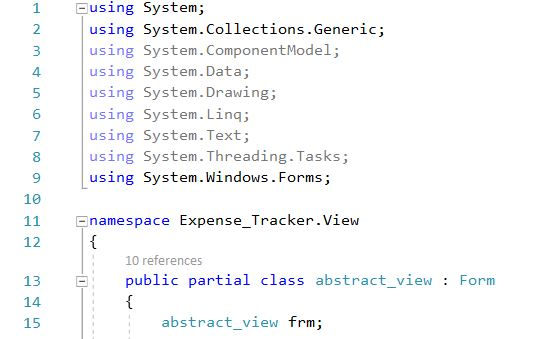 1 using System;
2 using System.Collections.Generic;
3 using System.ComponentModel;
4 using System.Data;
5 using System.Drawing;
6 using System.Linq;
7 using System.Text;
8 using System.Threading.Tasks;
9 using System.Windows.Forms;
10
11 namespace Expense_Tracker.View
12 {
10 references
13 public partial class abstract_view : Form
14 {
15 abstract_view frm;